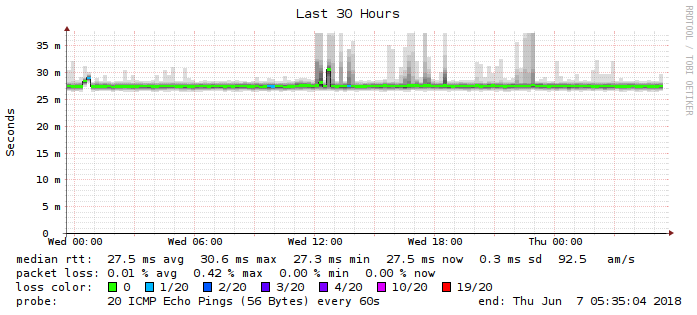 Last 30 Hours
RRDTOOL / TOBI OETIKER
Seconds
35 m
30 m
25 m
20 m
15 m
10 m
5 m
0
Wed 00:00 Wed 06:00 Wed 12:00 Wed 18:00 Thu 00:00
median rtt: 27.5 ms avg 30.6 ms max 27.3 ms min 27.5 ms now 0.3 ms sd 92.5 am/s
packet loss: 0.01 % avg 0.42 % max 0.00 % min 0.00 % now
loss color: 0 1/20 2/20 3/20 4/20 10/20 19/20
probe: 20 ICMP Echo Pings (56 Bytes) every 60s end: Thu Jun 7 05:35:04 2018